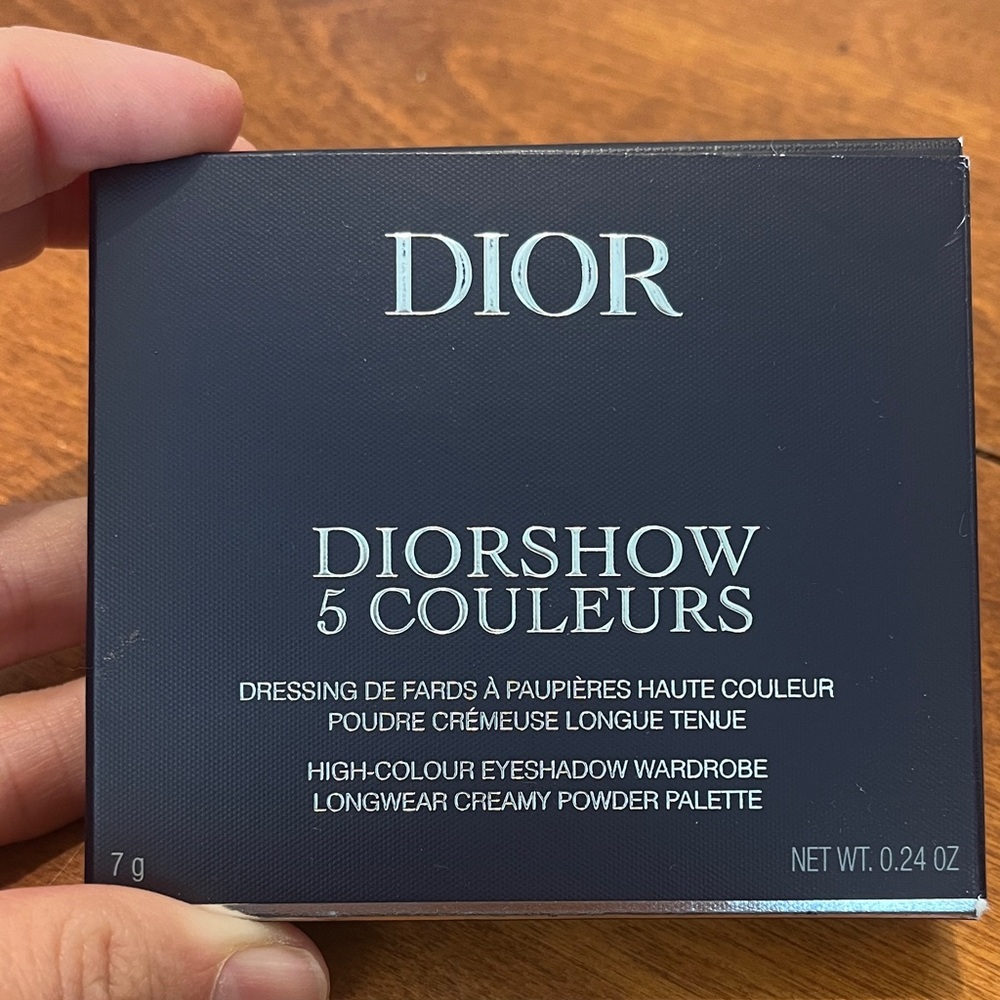 DIOR
DIORSHOW
5 COULEURS
DRESSING DE FARDS À PAUPIÈRES HAUTE COULEUR
POUDRE CRÉMEUSE LONGUE TENUE
HIGH-COLOUR EYESHADOW WARDROBE
LONGWEAR CREAMY POWDER PALETTE
7 g
NET WT. 0.24 OZ